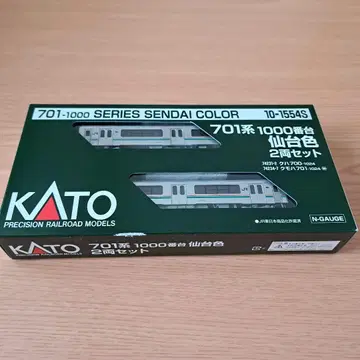 701-1000 SERIES SENDAI COLOR
10-1554S
701系 1000番台
仙台色
2両セット
KATO
PRECISION RAILROAD MODELS
N-GAUGE
701系 1000番台 仙台色
2両セット